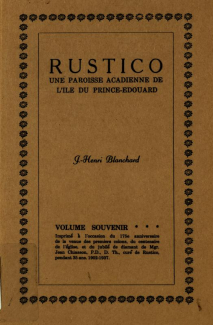 RUSTICO
UNE PAROISSE ACADIENNE DE
L'ILE DU PRINCE-EDOUARD
J-Henri Blanchard
VOLUME SOUVENIR * * *
Imprimé à l'occasion du 175e anniversaire
de la venue des premiers colons, du centenaire
de l'église, et du jubilé de diamant de Mgr.
Jean Chiasson, P.D., D. Th., curé de Rustico,
pendant 30 ans 1907-1937.